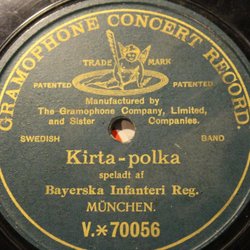 GRAMOPHONE CONCERT RECORD.
TRADE MARK
PATENTED PATENTED
Manufactured by
The Gramophone Company, Limited,
and Sister Companies.
SWEDISH BAND
Kirta-polka
speladt af
Bayerska Infanteri Reg.
MÜNCHEN.
V.*70056